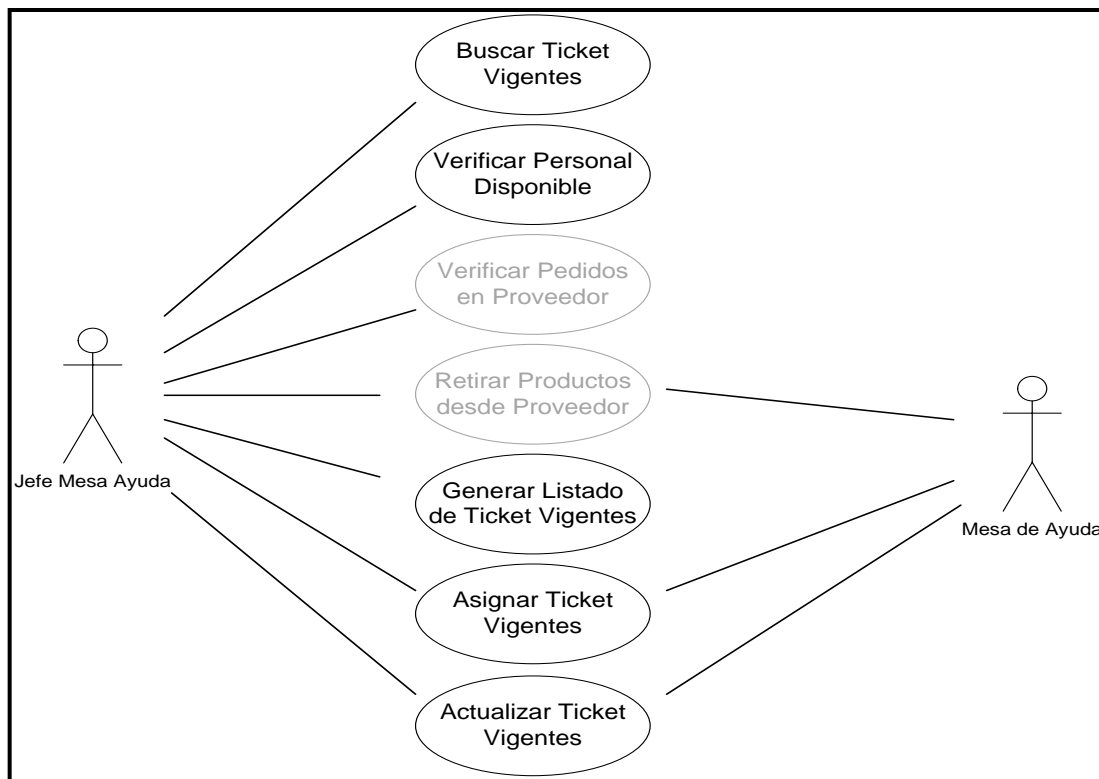 Buscar Ticket
Vigentes
Verificar Personal
Disponible
Verificar Pedidos
en Proveedor
Retirar Productos
desde Proveedor
Jefe Mesa Ayuda
Generar Listado
de Ticket Vigentes
Mesa de Ayuda
Asignar Ticket
Vigentes
Actualizar Ticket
Vigentes